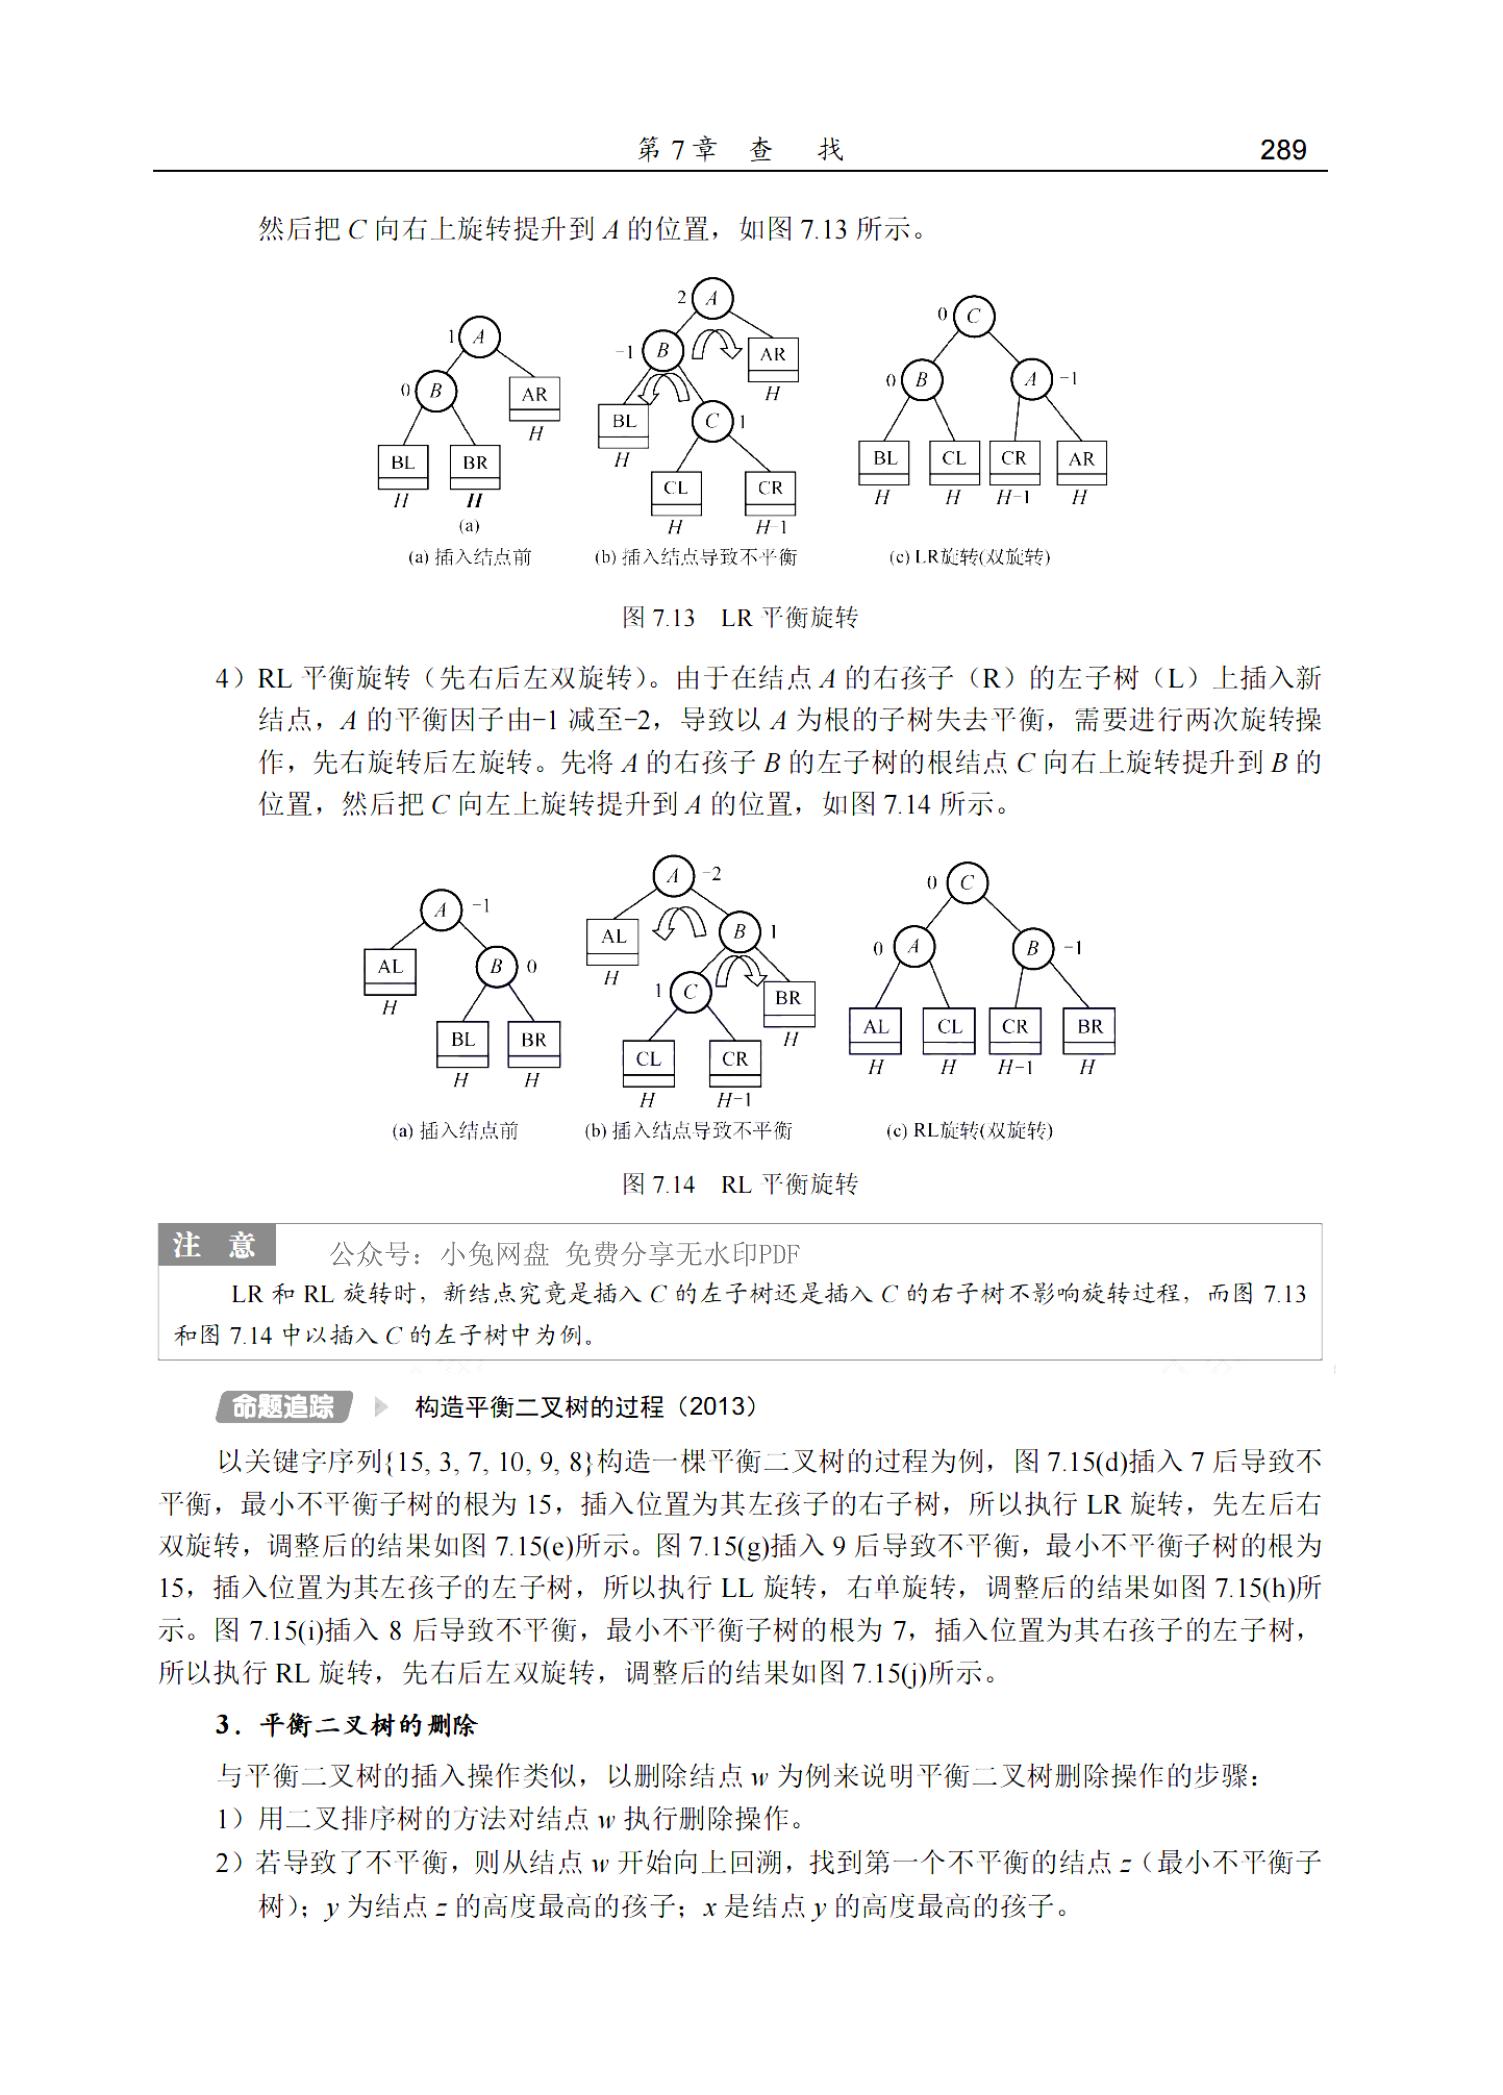 第 7 章 查 找 289
然后把 C 向右上旋转提升到 A 的位置，如图 7.13 所示。
2 A
0 C
1 A
-1 B AR
H
0 B AR
H
0 B A -1
BL
H
C 1
BL BR
H H
BL CL CR AR
H H H-1 H
CL CR
H H-1
(a)
(a) 插入结点前 (b) 插入结点导致不平衡 (c) LR旋转(双旋转)
图 7.13 LR 平衡旋转
4）RL 平衡旋转（先右后左双旋转）。由于在结点 A 的右孩子（R）的左子树（L）上插入新
结点，A 的平衡因子由-1 减至-2，导致以 A 为根的子树失去平衡，需要进行两次旋转操
作，先右旋转后左旋转。先将 A 的右孩子 B 的左子树的根结点 C 向右上旋转提升到 B 的
位置，然后把 C 向左上旋转提升到 A 的位置，如图 7.14 所示。
A -2
0 C
A -1
AL B 1
H
0 A B -1
AL B 0
H
1 C BR
H
BL BR
H H
AL CL CR BR
H H H-1 H
CL CR
H H-1
(a) 插入结点前 (b) 插入结点导致不平衡 (c) RL旋转(双旋转)
图 7.14 RL 平衡旋转
注 意
公众号：小兔网盘 免费分享无水印PDF
LR 和 RL 旋转时，新结点究竟是插入 C 的左子树还是插入 C 的右子树不影响旋转过程，而图 7.13
和图 7.14 中以插入 C 的左子树中为例。
命题追踪 构造平衡二叉树的过程（2013）
以关键字序列{15, 3, 7, 10, 9, 8}构造一棵平衡二叉树的过程为例，图 7.15(d)插入 7 后导致不
平衡，最小不平衡子树的根为 15，插入位置为其左孩子的右子树，所以执行 LR 旋转，先左后右
双旋转，调整后的结果如图 7.15(e)所示。图 7.15(g)插入 9 后导致不平衡，最小不平衡子树的根为
15，插入位置为其左孩子的左子树，所以执行 LL 旋转，右单旋转，调整后的结果如图 7.15(h)所
示。图 7.15(i)插入 8 后导致不平衡，最小不平衡子树的根为 7，插入位置为其右孩子的左子树，
所以执行 RL 旋转，先右后左双旋转，调整后的结果如图 7.15(j)所示。
3．平衡二叉树的删除
与平衡二叉树的插入操作类似，以删除结点 w 为例来说明平衡二叉树删除操作的步骤：
1）用二叉排序树的方法对结点 w 执行删除操作。
2）若导致了不平衡，则从结点 w 开始向上回溯，找到第一个不平衡的结点 z（最小不平衡子
树）；y 为结点 z 的高度最高的孩子；x 是结点 y 的高度最高的孩子。